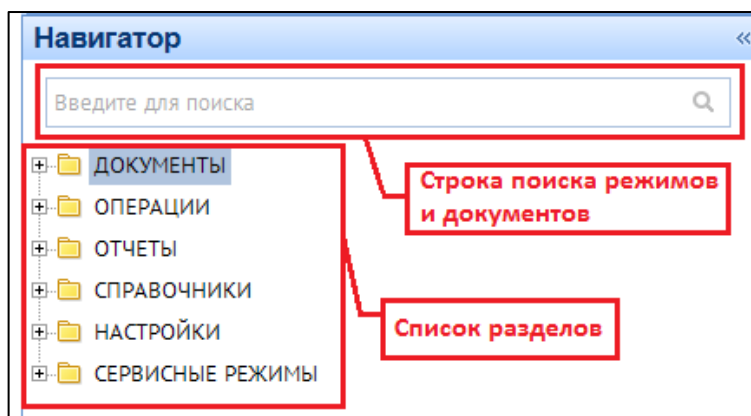 Навигатор «
Введите для поиска
ДОКУМЕНТЫ
Строка поиска режимов
и документов
ОПЕРАЦИИ
ОТЧЕТЫ
СПРАВОЧНИКИ
НАСТРОЙКИ
Список разделов
СЕРВИСНЫЕ РЕЖИМЫ